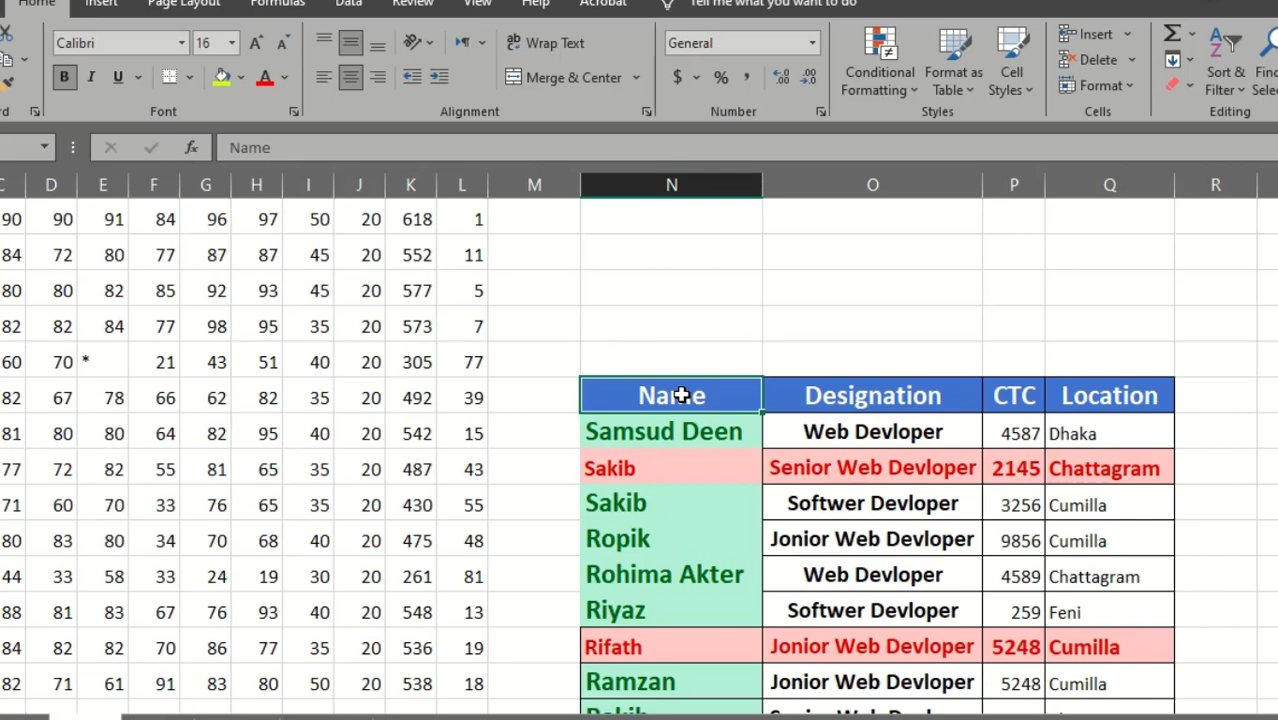 Home Insert Page Layout Formulas Data Review View Help Acrobat Tell me what you want to do
Calibri 16 A A ab Wrap Text General Insert
B I U A Merge & Center $ % , Conditional Formatting Format as Table Cell Styles Delete Format Sort & Filter
Font Alignment Number Styles Cells Editing
fx Name
D E F G H I J K L M N O P Q R
90 90 91 84 96 97 50 20 618 1
84 72 80 77 87 87 45 20 552 11
80 80 82 85 92 93 45 20 577 5
82 82 84 77 98 95 35 20 573 7
60 70 * 21 43 51 40 20 305 77
82 67 78 66 62 82 35 20 492 39 Name Designation CTC Location
81 80 80 64 82 95 40 20 542 15 Samsud Deen Web Devloper 4587 Dhaka
77 72 82 55 81 65 35 20 487 43 Sakib Senior Web Devloper 2145 Chattagram
71 60 70 33 76 65 35 20 430 55 Sakib Softwer Devloper 3256 Cumilla
80 83 80 34 70 68 40 20 475 48 Ropik Jonior Web Devloper 9856 Cumilla
44 33 58 33 24 19 30 20 261 81 Rohima Akter Web Devloper 4589 Chattagram
88 81 83 67 76 93 40 20 548 13 Riyaz Softwer Devloper 259 Feni
84 82 82 70 86 77 35 20 536 19 Rifath Jonior Web Devloper 5248 Cumilla
82 71 61 91 83 80 50 20 538 18 Ramzan Jonior Web Devloper 5248 Cumilla